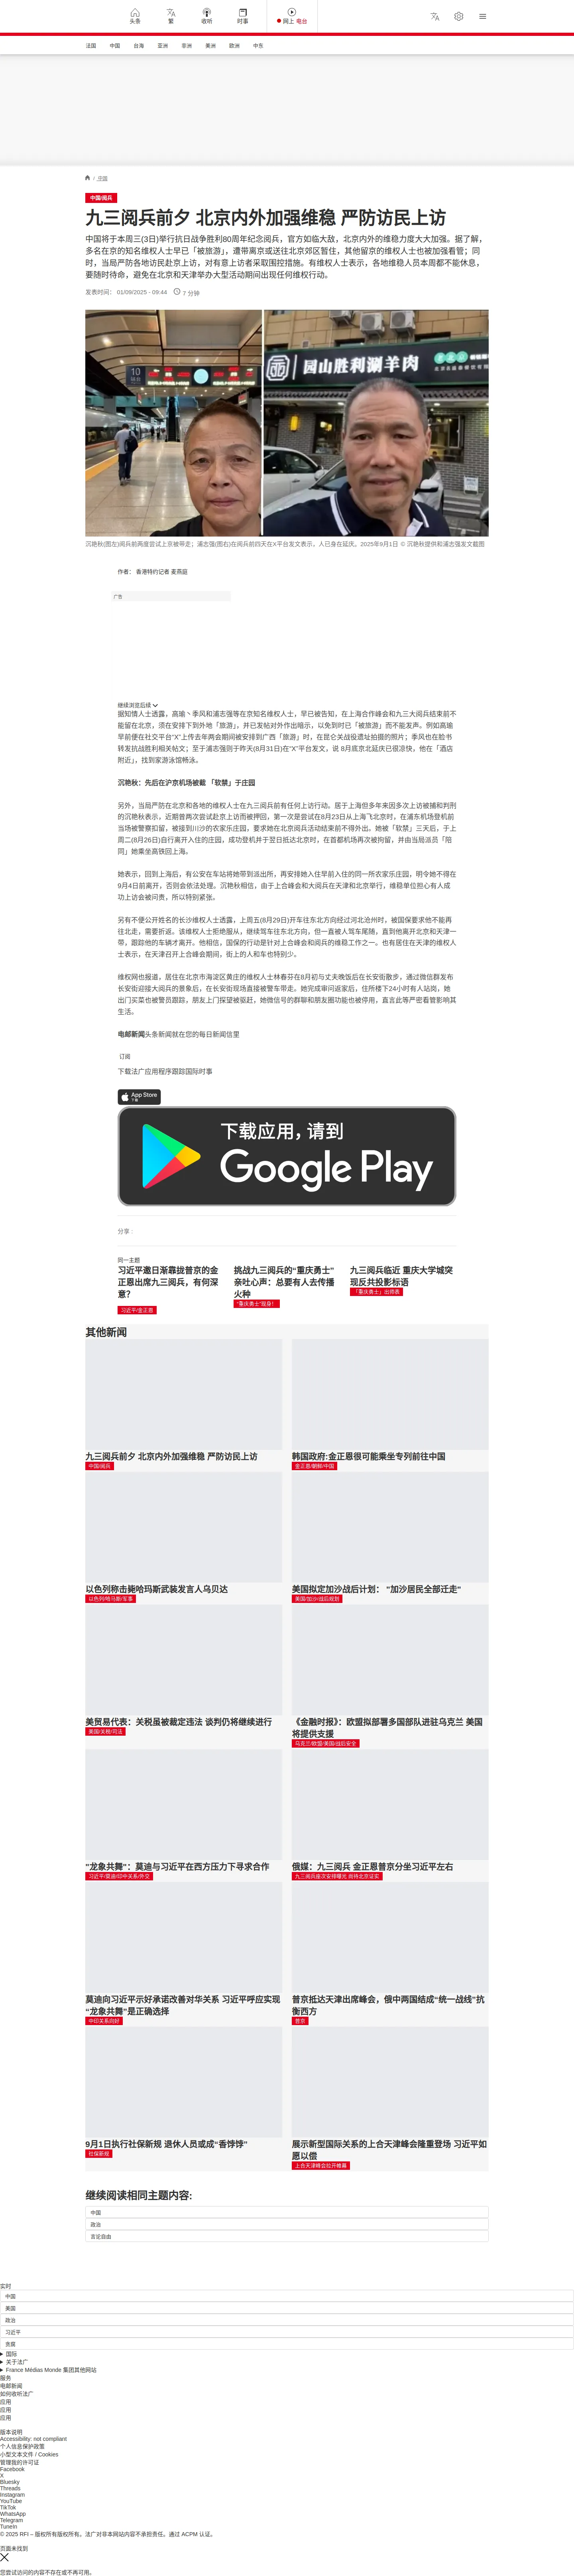 头条
繁
收听
时事
网上 电台
法国
中国
台海
亚洲
非洲
美洲
欧洲
中东
/ 中国
中国/阅兵
九三阅兵前夕 北京内外加强维稳 严防访民上访
中国将于本周三(3日)举行抗日战争胜利80周年纪念阅兵，官方如临大敌，北京内外的维稳力度大大加强。据了解，
多名在京的知名维权人士早已「被旅游」，遭带离京或送往北京郊区暂住，其他留京的维权人士也被加强看管；同
时，当局严防各地访民赴京上访，对有意上访者采取围控措施。有维权人士表示，各地维稳人员本周都不能休息，
要随时待命，避免在北京和天津举办大型活动期间出现任何维权行动。
发表时间： 01/09/2025 - 09:44
7 分钟
10
园山胜利涮羊肉
沉艳秋(图左)阅兵前两度尝试上京被带走；浦志强(图右)在阅兵前四天在X平台发文表示，人已身在延庆。2025年9月1日 © 沉艳秋提供和浦志强发文截图
作者： 香港特约记者 麦燕庭
广告
继续浏览后续
据知情人士透露，高瑜丶季风和浦志强等在京知名维权人士，早已被告知，在上海合作峰会和九三大阅兵结束前不
能留在北京，须在安排下到外地「旅游」，并已发帖对外作出暗示，以免到时已「被旅游」而不能发声。例如高瑜
早前便在社交平台“X”上传去年两会期间被安排到广西「旅游」时，在昆仑关战役遗址拍摄的照片；季风也在脸书
转发抗战胜利相关帖文；至于浦志强则于昨天(8月31日)在“X”平台发文，说 8月底京北延庆已很凉快，他在「酒店
附近」，找到家游泳馆畅泳。
沉艳秋：先后在沪京机场被截 「软禁」于庄园
另外，当局严防在北京和各地的维权人士在九三阅兵前有任何上访行动。居于上海但多年来因多次上访被捕和判刑
的沉艳秋表示，近期曾两次尝试赴京上访而被押回，第一次是尝试在8月23日从上海飞北京时，在浦东机场登机前
当场被警察扣留，被接到川沙的农家乐庄园，要求她在北京阅兵活动结束前不得外出。她被「软禁」三天后，于上
周二(8月26日)自行离开入住的庄园，成功登机并于翌日抵达北京时，在首都机场再次被拘留，并由当局派员「陪
同」她乘坐高铁回上海。
她表示，回到上海后，有公安在车站将她带到派出所，再安排她入住早前入住的同一所农家乐庄园，明令她不得在
9月4日前离开，否则会依法处理。沉艳秋相信，由于上合峰会和大阅兵在天津和北京举行，维稳单位担心有人成
功上访会被问责，所以特别紧张。
另有不便公开姓名的长沙维权人士透露，上周五(8月29日)开车往东北方向经过河北沧州时，被国保要求他不能再
往北走，需要折返。该维权人士拒绝服从，继续驾车往东北方向，但一直被人驾车尾随，直到他离开北京和天津一
带，跟踪他的车辆才离开。他相信，国保的行动是针对上合峰会和阅兵的维稳工作之一。也有居住在天津的维权人
士表示，在天津召开上合峰会期间，街上的人和车也特别少。
维权网也报道，居住在北京市海淀区黄庄的维权人士林春芬在8月初与丈夫晚饭后在长安街散步，通过微信群发布
长安街迎接大阅兵的景象后，在长安街现场直接被警车带走。她完成审问返家后，住所楼下24小时有人站岗，她
出门买菜也被警员跟踪，朋友上门探望被驱赶，她微信号的群聊和朋友圈功能也被停用，直言此等严密看管影响其
生活。
电邮新闻头条新闻就在您的每日新闻信里
订阅
下载法广应用程序跟踪国际时事
App Store
下载
下载应用，请到
Google Play
分享 :
同一主题
习近平邀日渐靠拢普京的金
正恩出席九三阅兵，有何深
意？
习近平/金正恩
挑战九三阅兵的“重庆勇士”
亲吐心声：总要有人去传播
火种
“重庆勇士”现身！
九三阅兵临近 重庆大学城突
现反共投影标语
「重庆勇士」出师表
其他新闻
九三阅兵前夕 北京内外加强维稳 严防访民上访
中国/阅兵
韩国政府:金正恩很可能乘坐专列前往中国
金正恩/朝鲜/中国
以色列称击毙哈玛斯武装发言人乌贝达
以色列/哈马斯/军事
美国拟定加沙战后计划： "加沙居民全部迁走"
美国/加沙/战后规划
美贸易代表：关税虽被裁定违法 谈判仍将继续进行
美国/关税/司法
《金融时报》：欧盟拟部署多国部队进驻乌克兰 美国
将提供支援
乌克兰/欧盟/美国/战后安全
"龙象共舞"：莫迪与习近平在西方压力下寻求合作
习近平/莫迪/印中关系/外交
俄媒：九三阅兵 金正恩普京分坐习近平左右
九三阅兵座次安排曝光 尚待北京证实
莫迪向习近平示好承诺改善对华关系 习近平呼应实现
“龙象共舞”是正确选择
中印关系向好
普京抵达天津出席峰会，俄中两国结成“统一战线”抗
衡西方
普京
9月1日执行社保新规 退休人员或成"香饽饽"
社保新规
展示新型国际关系的上合天津峰会隆重登场 习近平如
愿以偿
上合天津峰会拉开帷幕
继续阅读相同主题内容:
中国
政治
言论自由
实时
中国
美国
政治
习近平
贵腐
国际
关于法广
France Médias Monde 集团其他网站
服务
电邮新闻
如何收听法广
应用
应用
应用
版本说明
Accessibility: not compliant
个人信息保护政策
小型文本文件 / Cookies
管理我的许可证
Facebook
X
Bluesky
Threads
Instagram
YouTube
TikTok
WhatsApp
Telegram
TuneIn
© 2025 RFI – 版权所有版权所有。法广对非本网站内容不承担责任。通过 ACPM 认证。
页面未找到
您尝试访问的内容不存在或不再可用。